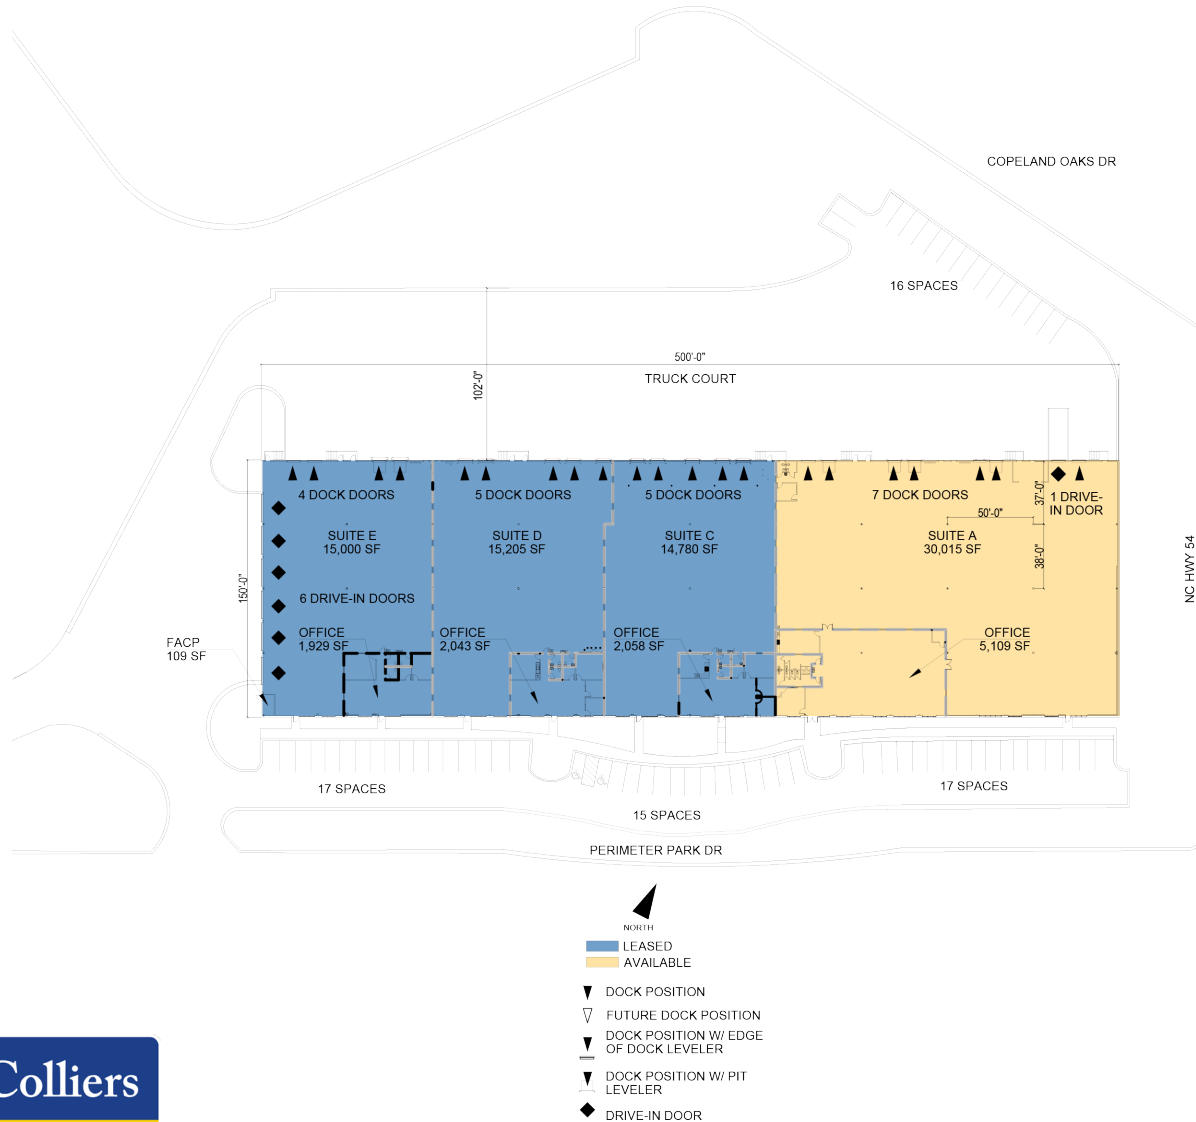 COPELAND OAKS DR
16 SPACES
500'-0"
TRUCK COURT
102'-0"
4 DOCK DOORS
5 DOCK DOORS
5 DOCK DOORS
7 DOCK DOORS
1 DRIVE-
IN DOOR
37'-0"
50'-0"
38'-0"
150'-0"
SUITE E
15,000 SF
SUITE D
15,205 SF
SUITE C
14,780 SF
SUITE A
30,015 SF
NC HWY 54
6 DRIVE-IN DOORS
FACP
109 SF
OFFICE
1,929 SF
OFFICE
2,043 SF
OFFICE
2,058 SF
OFFICE
5,109 SF
17 SPACES
15 SPACES
17 SPACES
PERIMETER PARK DR
NORTH
LEASED
AVAILABLE
DOCK POSITION
FUTURE DOCK POSITION
DOCK POSITION W/ EDGE
OF DOCK LEVELER
DOCK POSITION W/ PIT
LEVELER
DRIVE-IN DOOR
Colliers